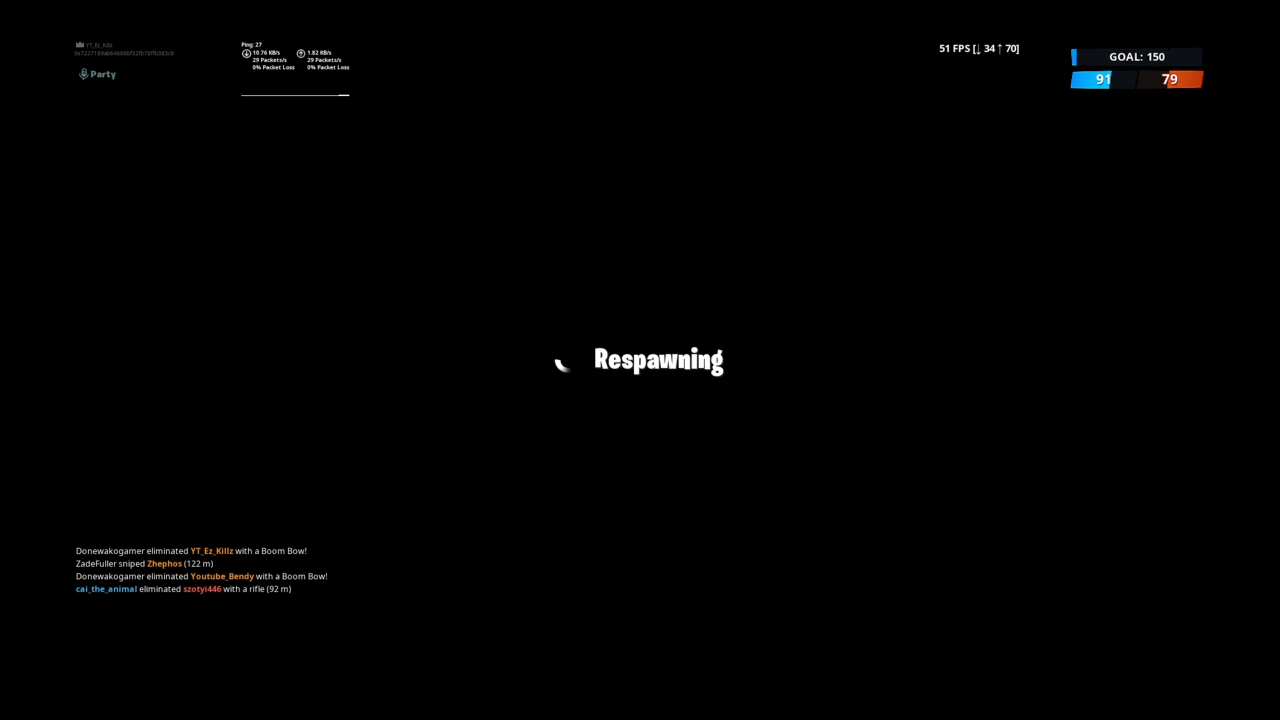 YT_Ez_Killz
Party
Ping: 27
10.76 KB/s
29 Packets/s
0% Packet Loss
1.82 KB/s
29 Packets/s
0% Packet Loss
51 FPS [↓ 34 ↑ 70]
GOAL: 150
91
79
Respawning
Donewakogamer eliminated YT_Ez_Killz with a Boom Bow!
ZadeFuller sniped Zhephos (122 m)
Donewakogamer eliminated Youtube_Bendy with a Boom Bow!
cai_the_animal eliminated szotyi446 with a rifle (92 m)